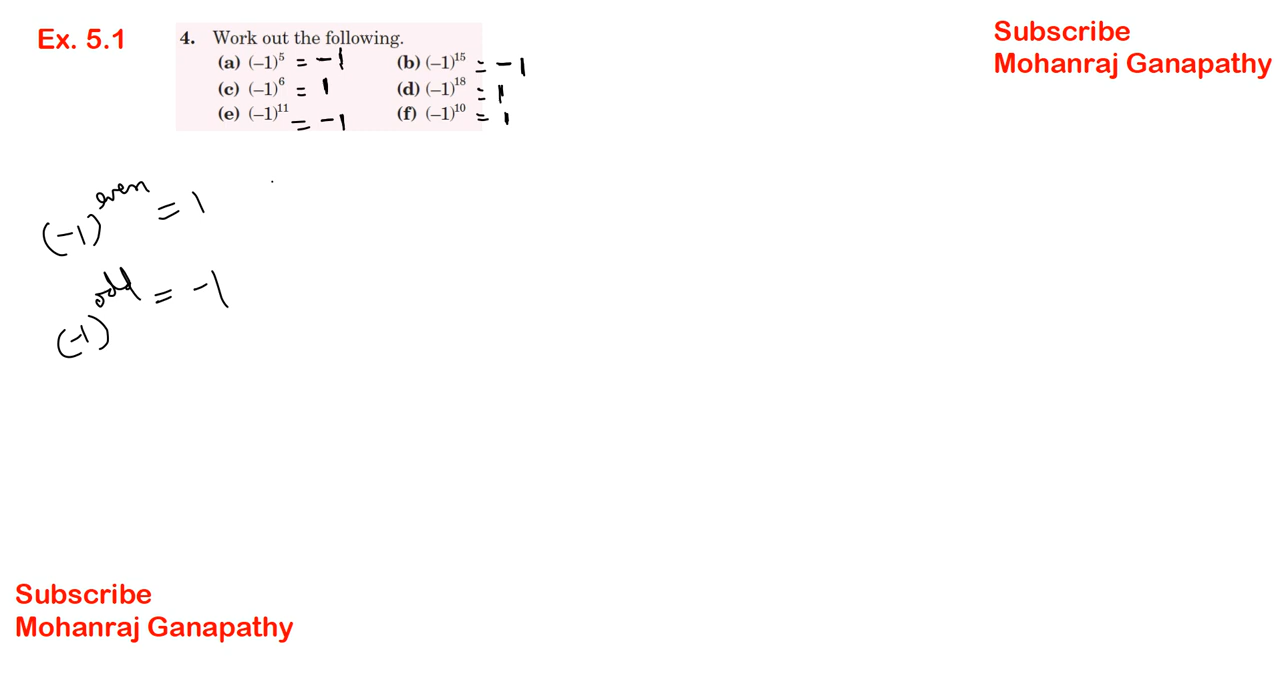 Ex. 5.1
4. Work out the following.
(a) (–1)⁵ = –1 (b) (–1)¹⁵ = –1
(c) (–1)⁶ = 1 (d) (–1)¹⁸ = 1
(e) (–1)¹¹ = –1 (f) (–1)¹⁰ = 1
Subscribe
Mohanraj Ganapathy
(–1)^even = 1
(–1)^odd = –1
Subscribe
Mohanraj Ganapathy